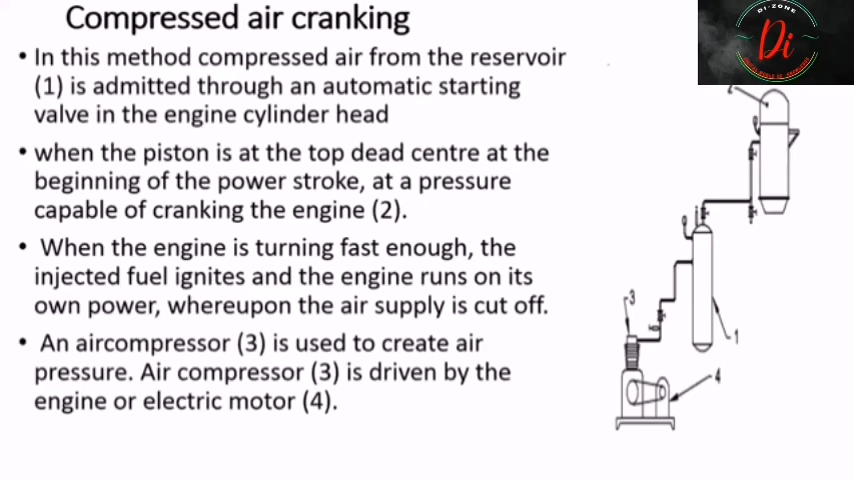 Compressed air cranking
• In this method compressed air from the reservoir
(1) is admitted through an automatic starting
valve in the engine cylinder head
• when the piston is at the top dead centre at the
beginning of the power stroke, at a pressure
capable of cranking the engine (2).
• When the engine is turning fast enough, the
injected fuel ignites and the engine runs on its
own power, whereupon the air supply is cut off.
• An aircompressor (3) is used to create air
pressure. Air compressor (3) is driven by the
engine or electric motor (4).
DI-ZONE
Di
3
1
4